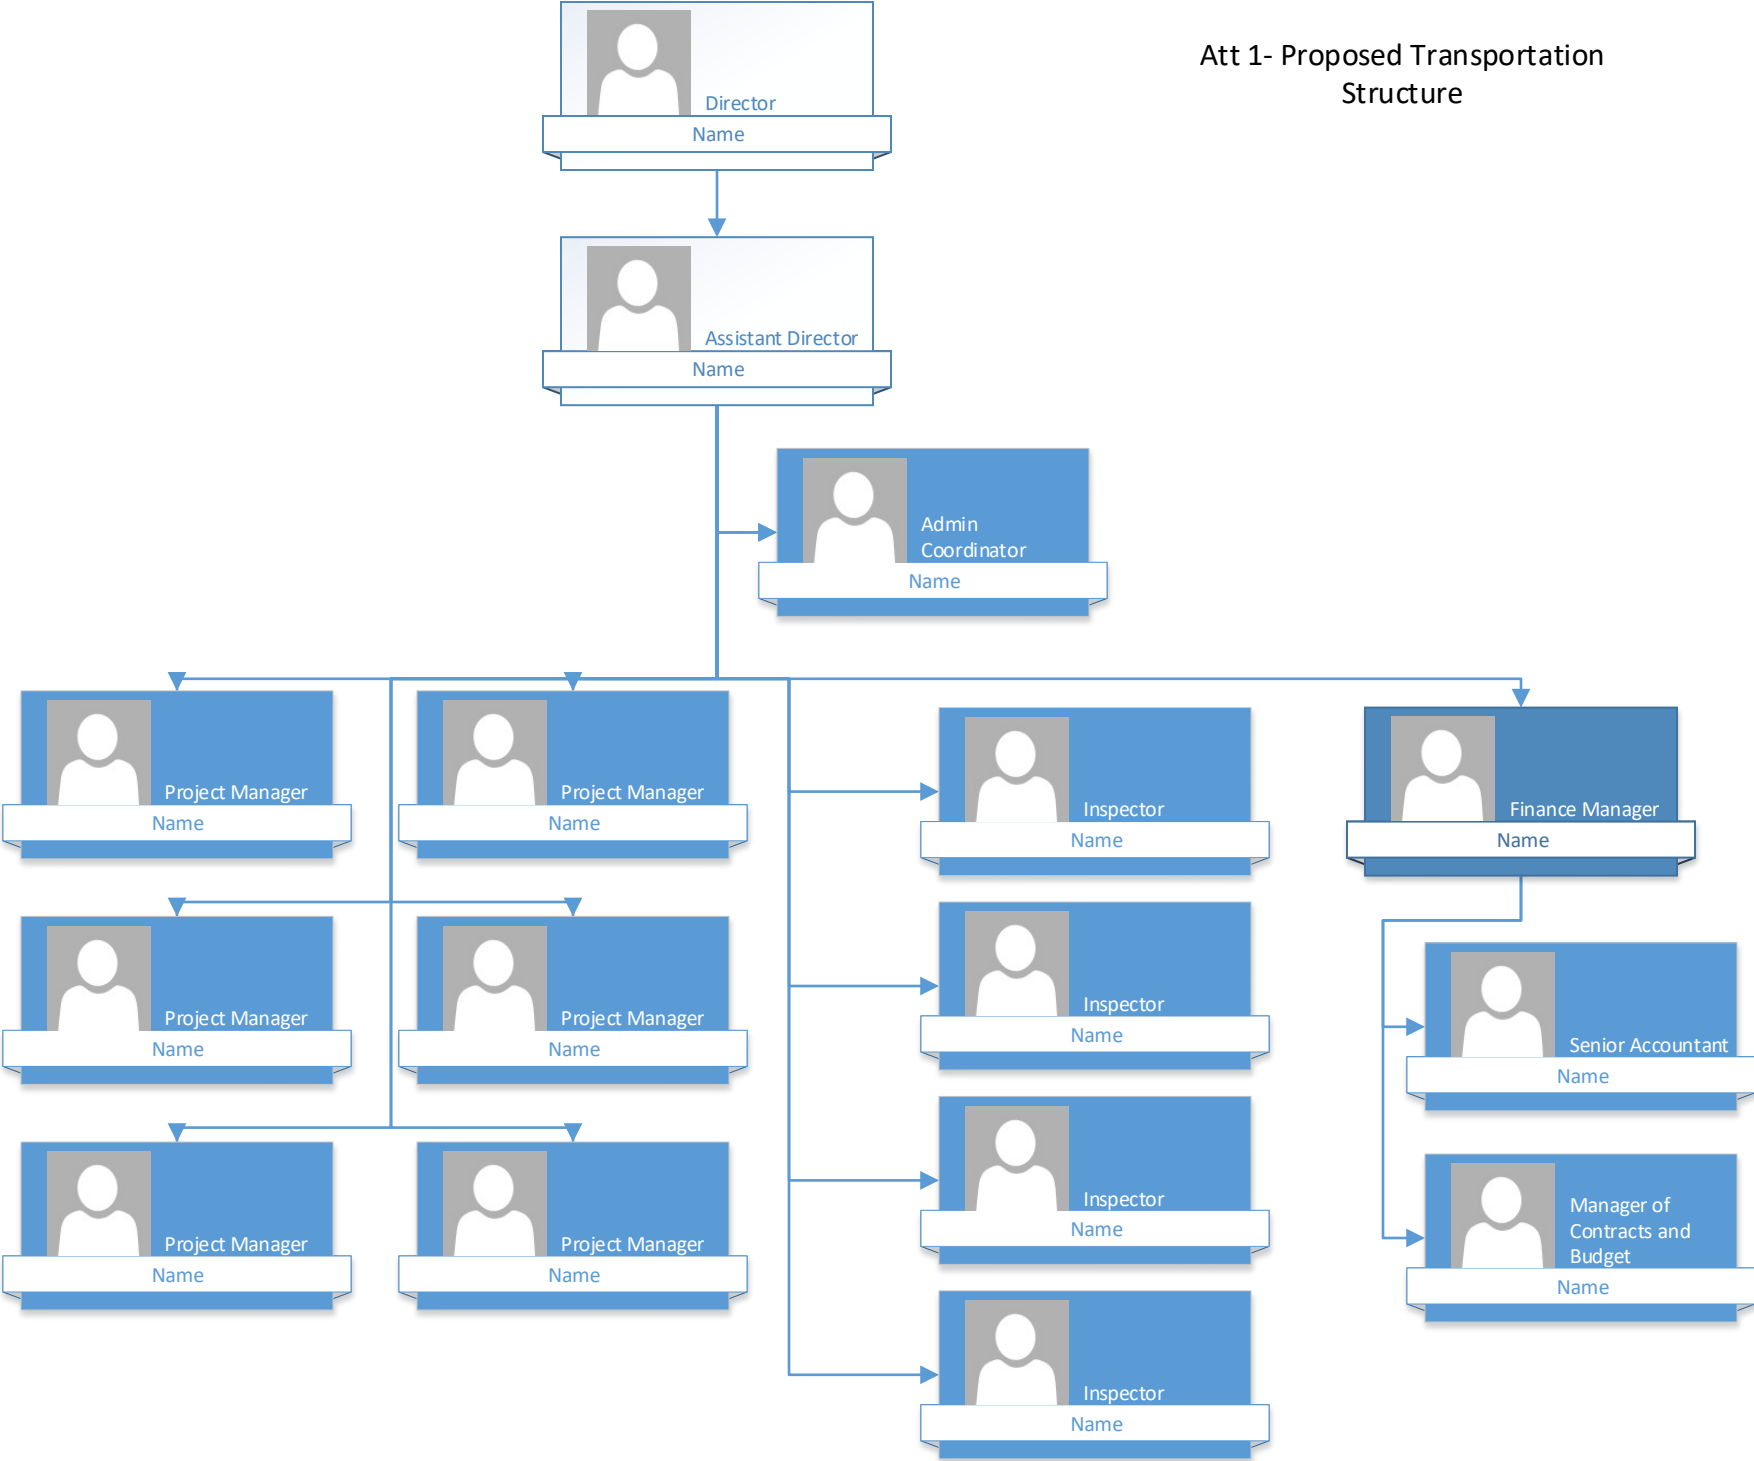 Att 1- Proposed Transportation
Structure
Director
Name
Assistant Director
Name
Admin
Coordinator
Name
Project Manager
Name
Project Manager
Name
Inspector
Name
Finance Manager
Name
Project Manager
Name
Project Manager
Name
Inspector
Name
Senior Accountant
Name
Project Manager
Name
Project Manager
Name
Inspector
Name
Manager of
Contracts and
Budget
Name
Inspector
Name